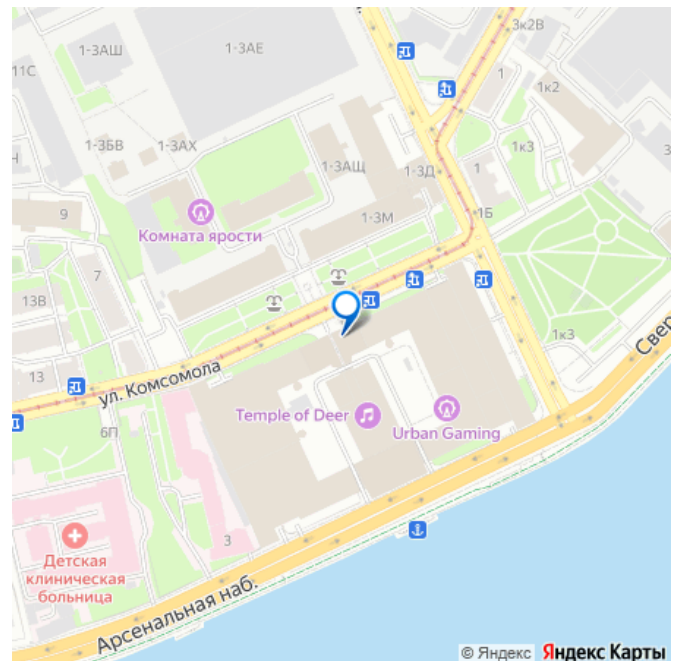 3к2В
1-3АШ
1-3АЕ
11С
1
1к2
1-3БВ
1-3АХ
1к3
1-3АЩ
1-3Д
1
9
1-3М
1Б
Комната ярости
7
13В
1к3
Свер
13
ул. Комсомола
Temple of Deer
Urban Gaming
6П
3
Детская
клиническая
больница
Арсенальная наб.
© Яндекс Яндекс Карты